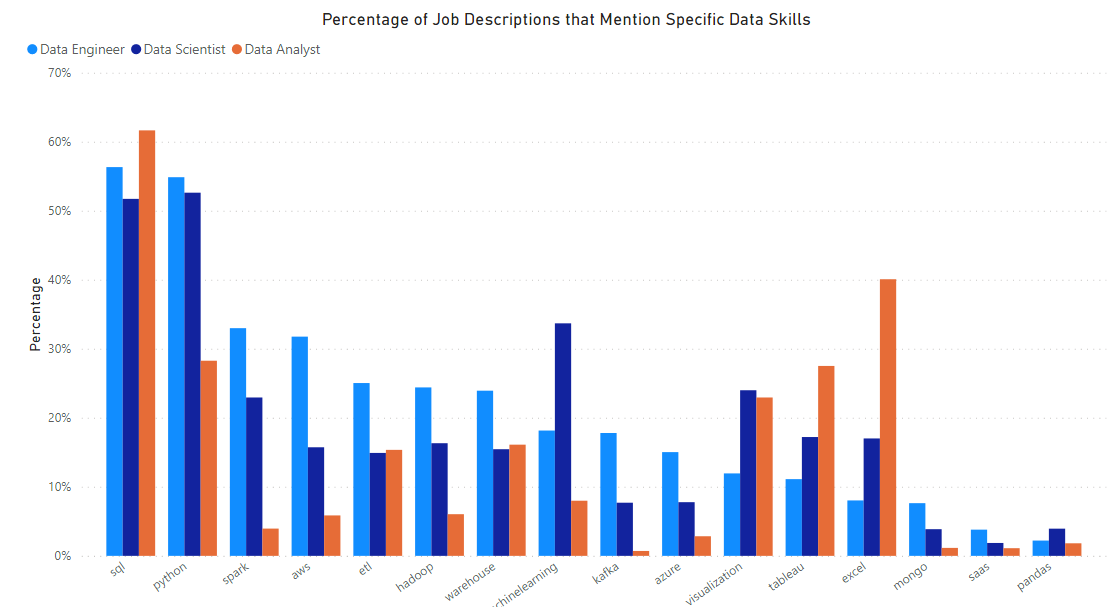 Percentage of Job Descriptions that Mention Specific Data Skills
Data Engineer Data Scientist Data Analyst
70%
60%
50%
40%
30%
20%
10%
0%
Percentage
sql
python
spark
aws
etl
hadoop
warehouse
chinelearning
kafka
azure
visualization
tableau
excel
mongo
saas
pandas